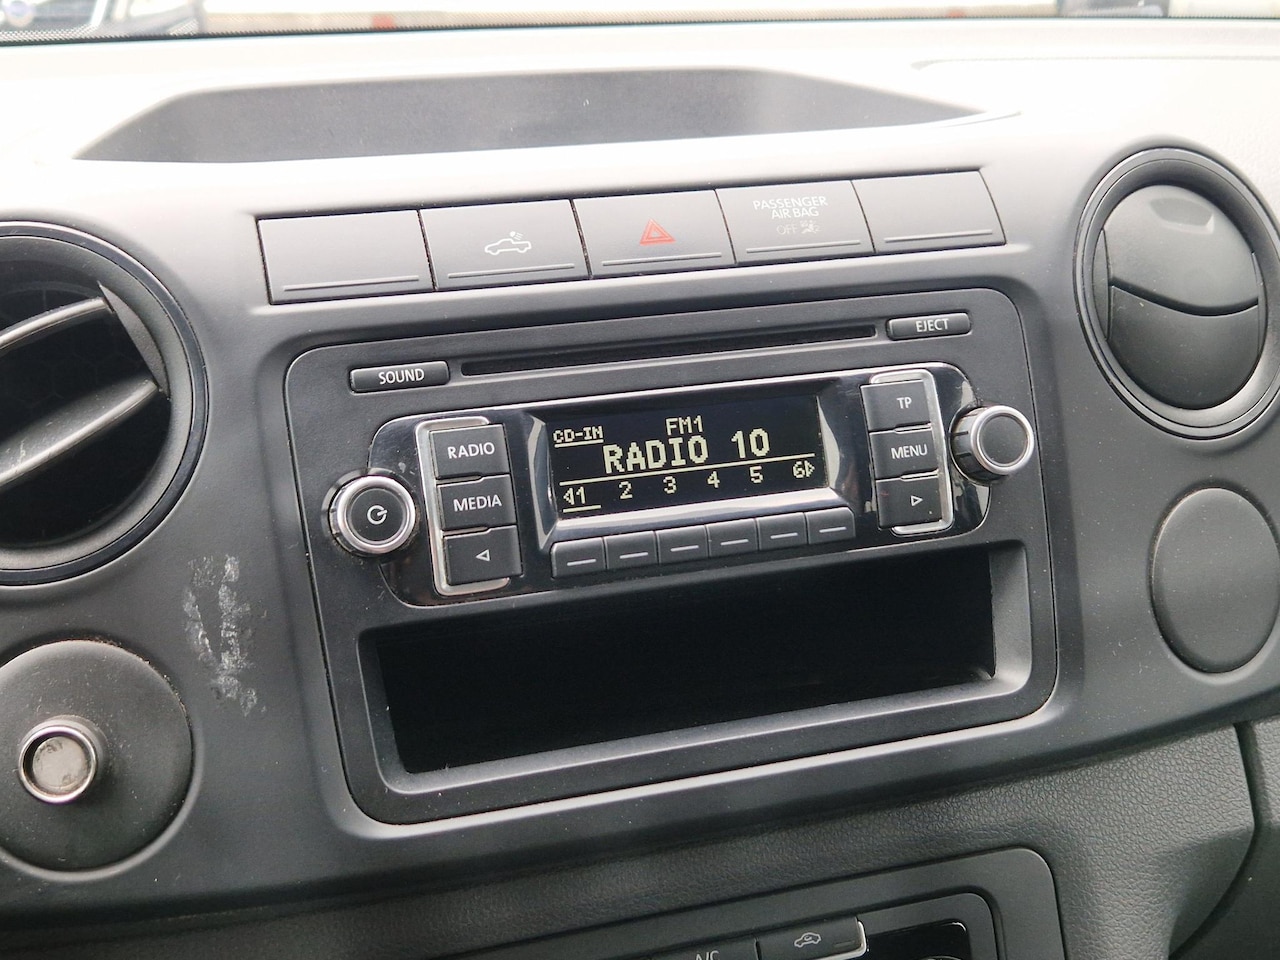 PASSENGER
AIR BAG
OFF
EJECT
SOUND
TP
RADIO
CD-IN
FM1
RADIO 10
MENU
MEDIA
1 2 3 4 5 6
A/C